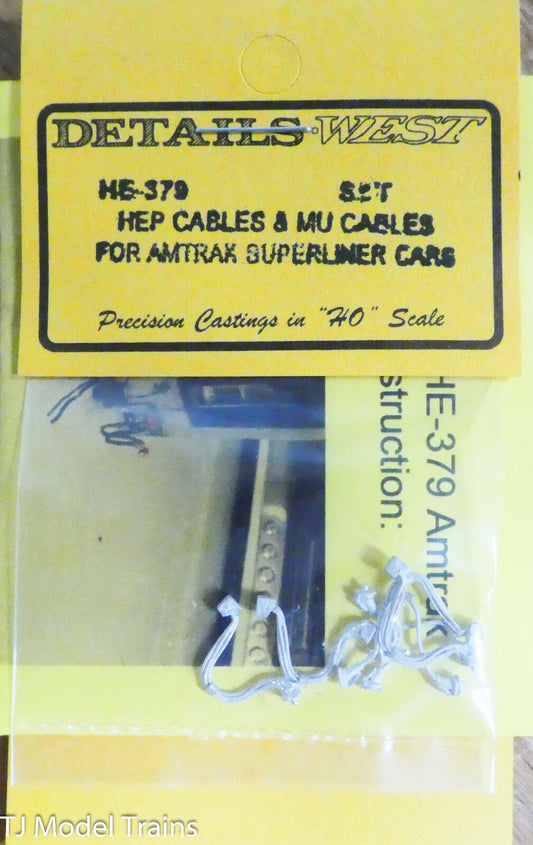 DETAILS WEST
HE-379 SET
HEP CABLES & MU CABLES
FOR AMTRAK SUPERLINER CARS
Precision Castings in "HO" Scale
HE-379 Amtrak
struction:
TJ Model Trains